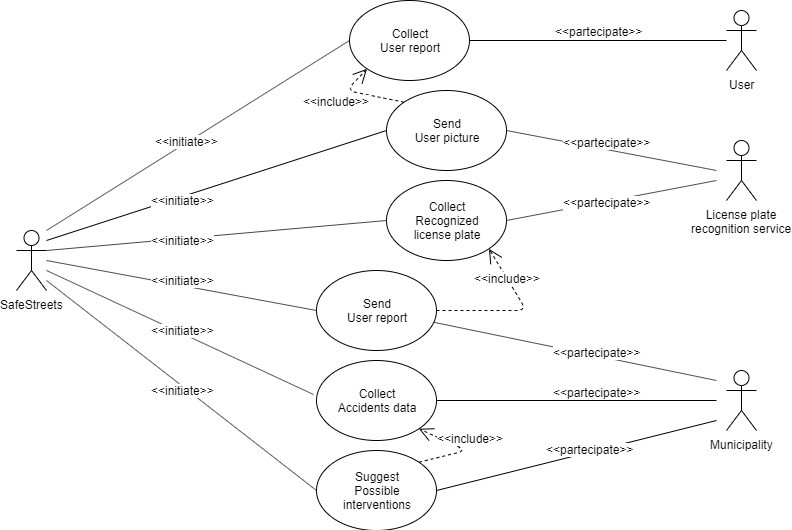 Collect
User report
<<partecipate>>
User
<<include>>
Send
User picture
<<initiate>>
<<partecipate>>
<<initiate>>
Collect
Recognized
license plate
<<partecipate>>
License plate
recognition service
<<initiate>>
SafeStreets
<<include>>
<<initiate>>
Send
User report
<<initiate>>
<<partecipate>>
<<initiate>>
Collect
Accidents data
<<partecipate>>
Municipality
<<include>>
<<partecipate>>
Suggest
Possible
interventions